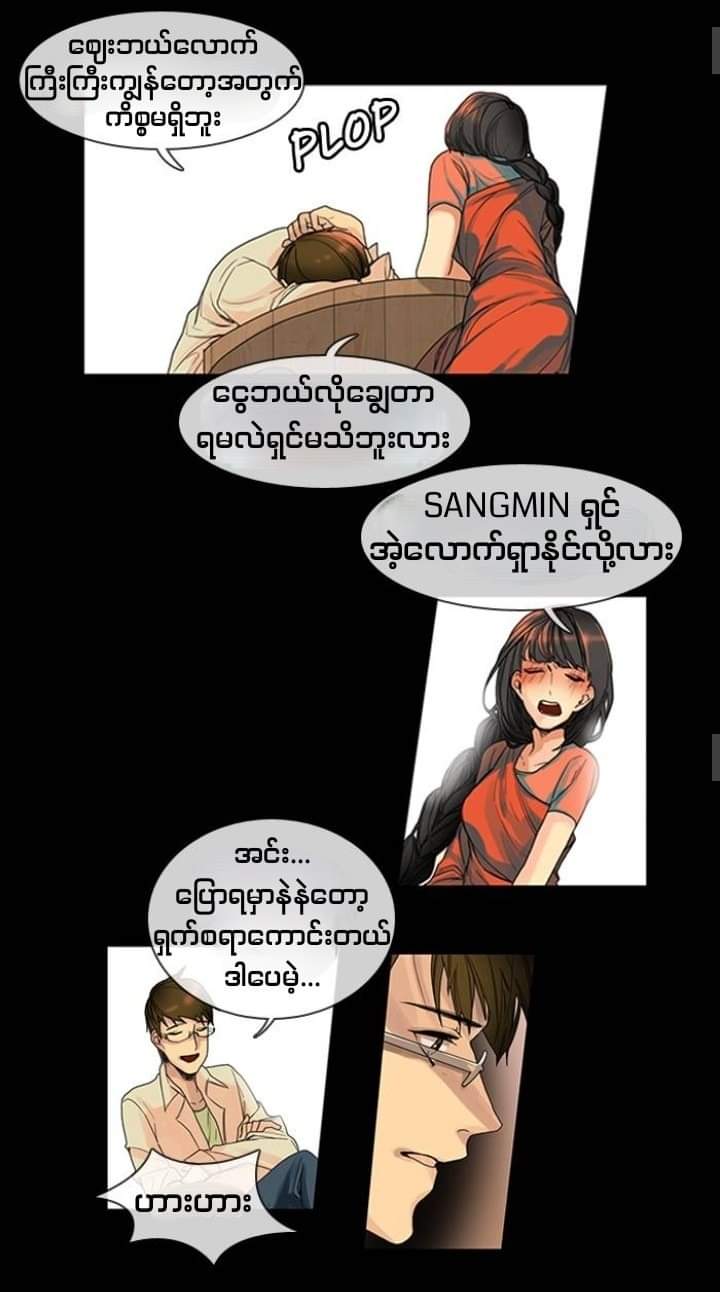 ဈေးဘယ်လောက်
ကြီးကြီးကျွန်တော့အတွက်
ကိစ္စမရှိဘူး
PLOP
ငွေဘယ်လိုချွေတာ
ရမလဲရှင်မသိဘူးလား
SANGMIN ရှင်
အဲ့လောက်ရှာနိုင်လို့လား
အင်း...
ပြောရမှာနဲနဲတော့
ရှက်စရာကောင်းတယ်
ဒါပေမဲ့...
ဟားဟား